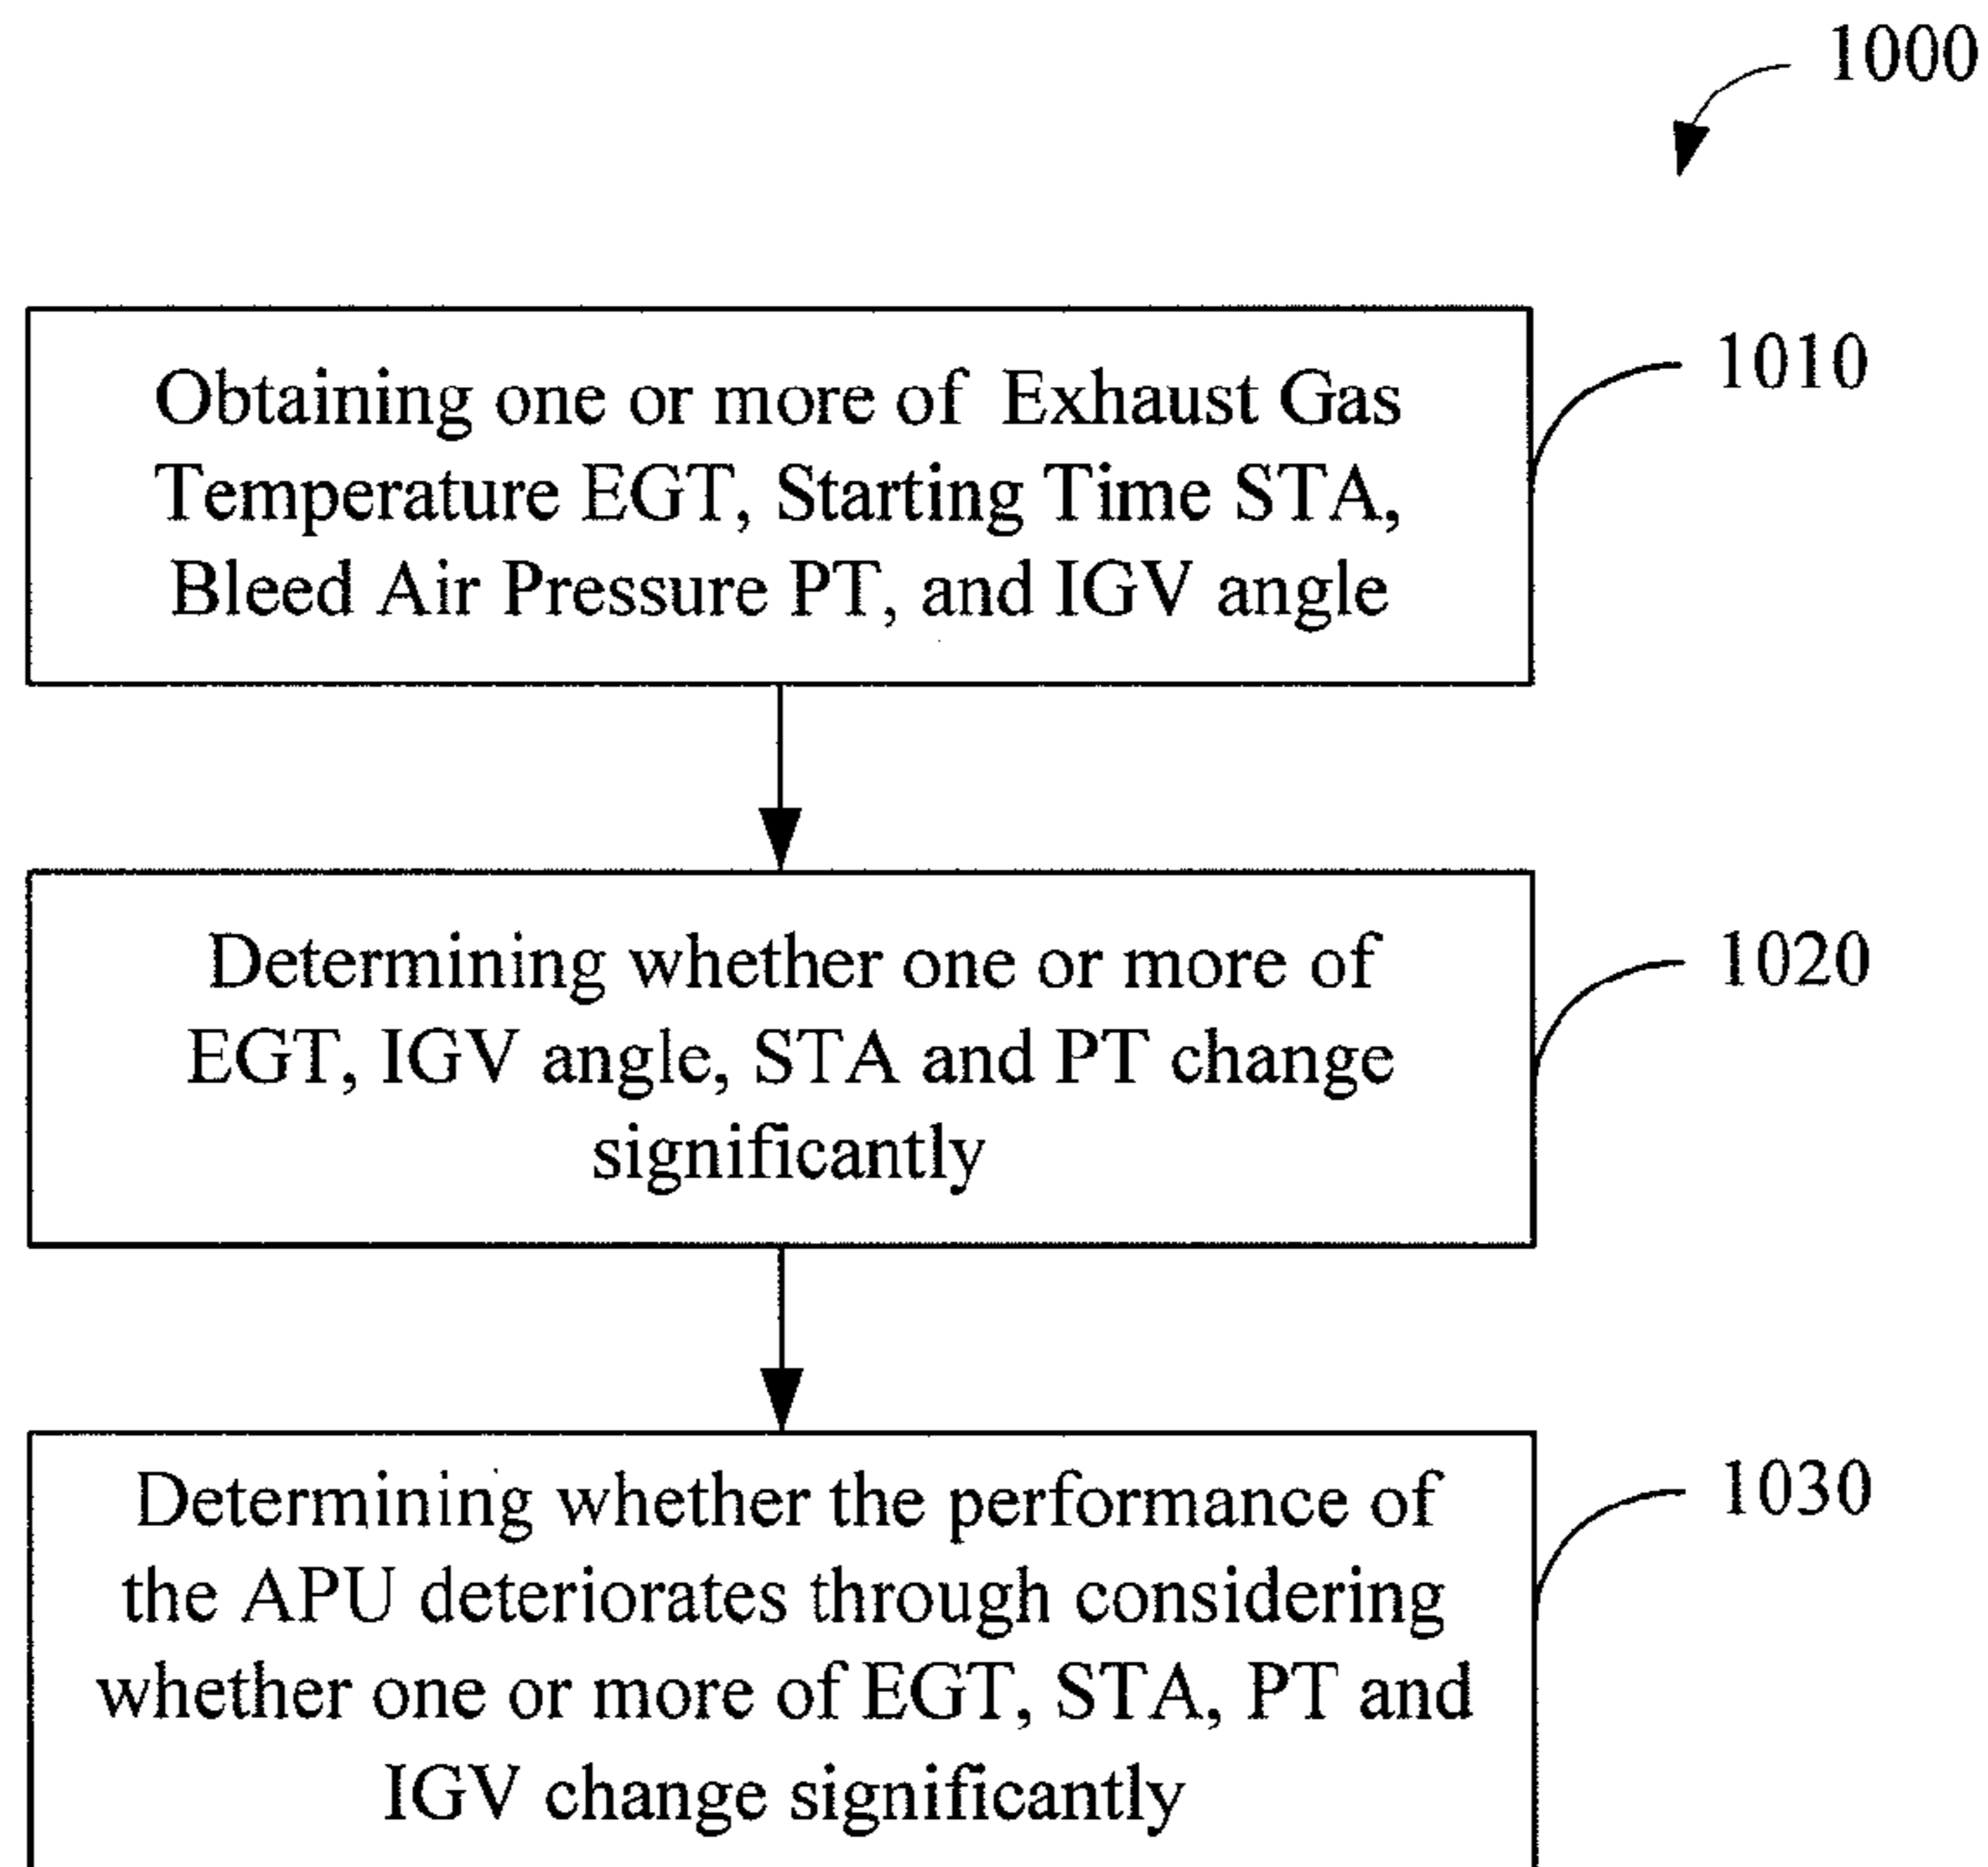 1000
Obtaining one or more of Exhaust Gas
Temperature EGT, Starting Time STA,
Bleed Air Pressure PT, and IGV angle
1010
Determining whether one or more of
EGT, IGV angle, STA and PT change
significantly
1020
Determining whether the performance of
the APU deteriorates through considering
whether one or more of EGT, STA, PT and
IGV change significantly
1030